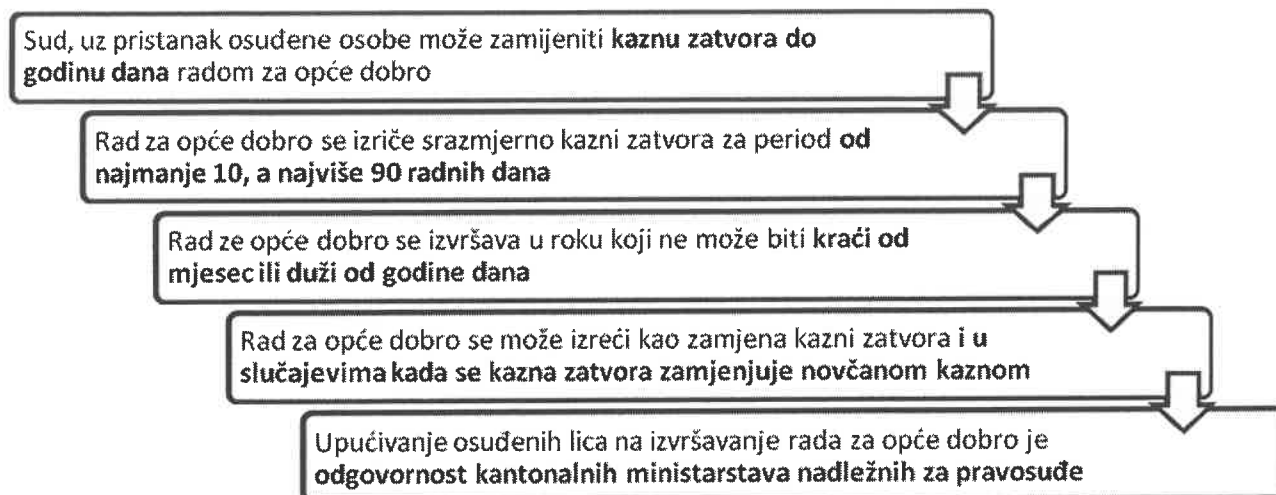 Sud, uz pristanak osuđene osobe može zamijeniti kaznu zatvora do
godinu dana radom za opće dobro
Rad za opće dobro se izriče srazmjerno kazni zatvora za period od
najmanje 10, a najviše 90 radnih dana
Rad ze opće dobro se izvršava u roku koji ne može biti kraći od
mjesec ili duži od godine dana
Rad za opće dobro se može izreći kao zamjena kazni zatvora i u
slučajevima kada se kazna zatvora zamjenjuje novčanom kaznom
Upućivanje osuđenih lica na izvršavanje rada za opće dobro je
odgovornost kantonalnih ministarstava nadležnih za pravosuđe